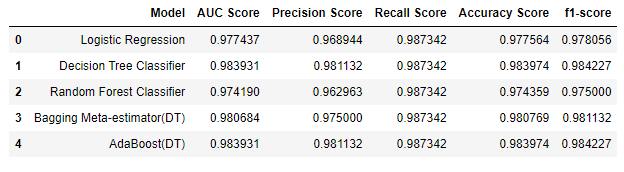 Model AUC Score Precision Score Recall Score Accuracy Score f1-score
0 Logistic Regression 0.977437 0.968944 0.987342 0.977564 0.978056
1 Decision Tree Classifier 0.983931 0.981132 0.987342 0.983974 0.984227
2 Random Forest Classifier 0.974190 0.962963 0.987342 0.974359 0.975000
3 Bagging Meta-estimator(DT) 0.980684 0.975000 0.987342 0.980769 0.981132
4 AdaBoost(DT) 0.983931 0.981132 0.987342 0.983974 0.984227